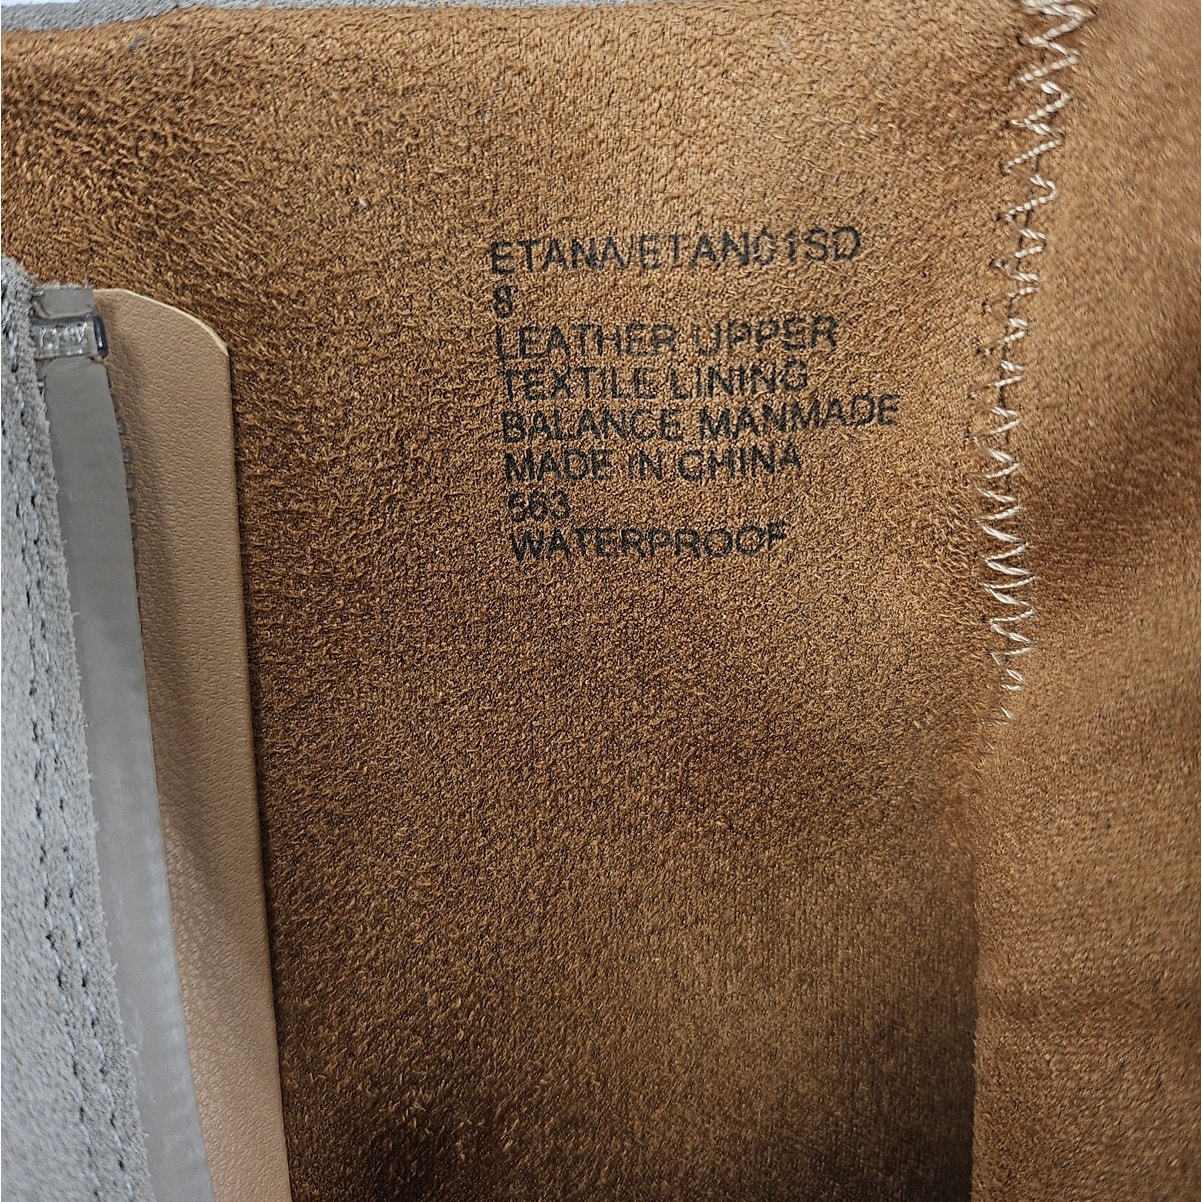 ETANA/ETAN01SD
8
LEATHER UPPER
TEXTILE LINING
BALANCE MANMADE
MADE IN CHINA
563
WATERPROOF